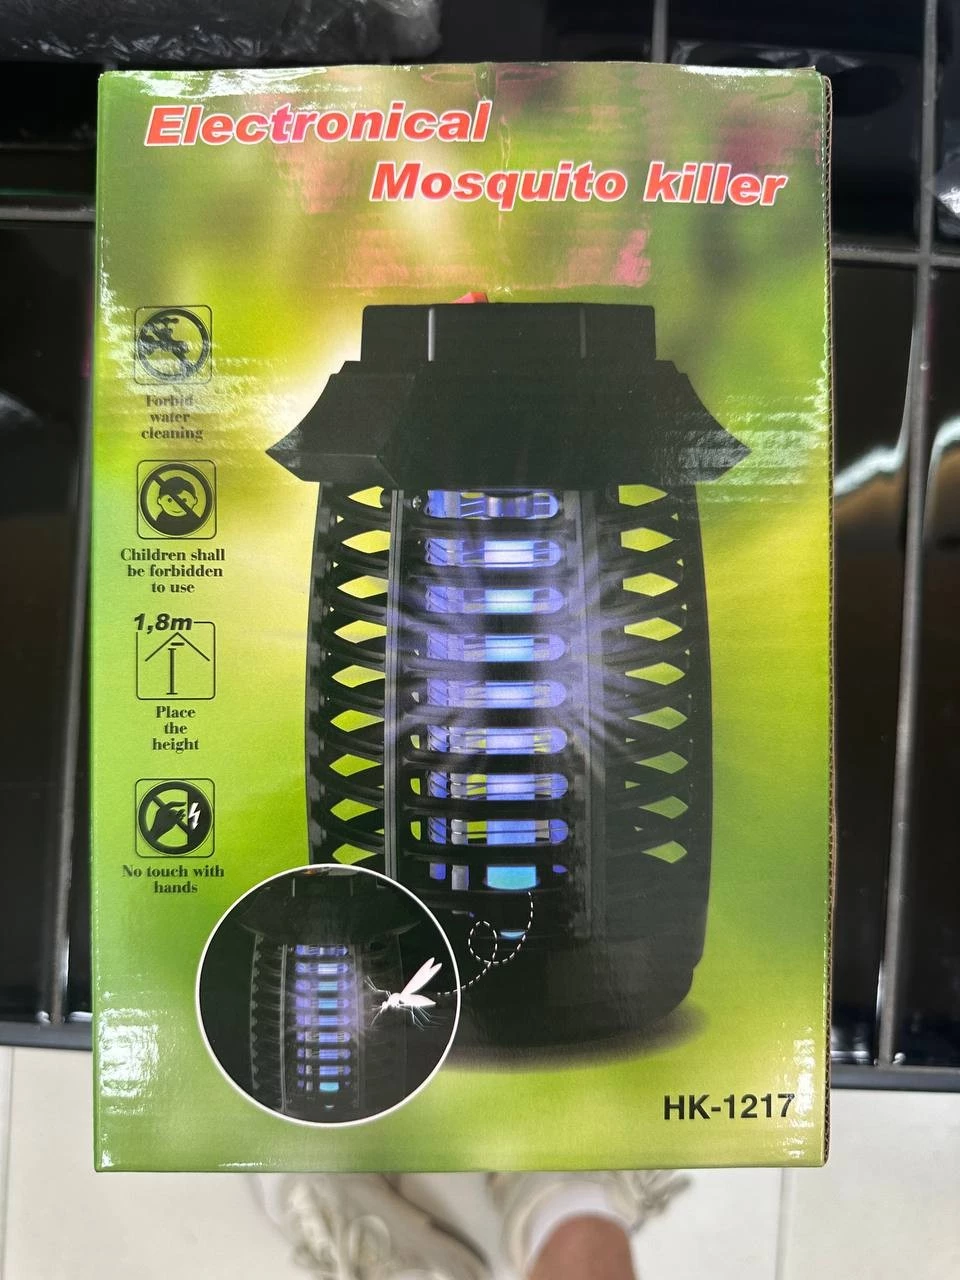 Electronical
Mosquito killer
Forbid
water
cleaning
Children shall
be forbidden
to use
1,8m
Place
the
height
No touch with
hands
HK-1217